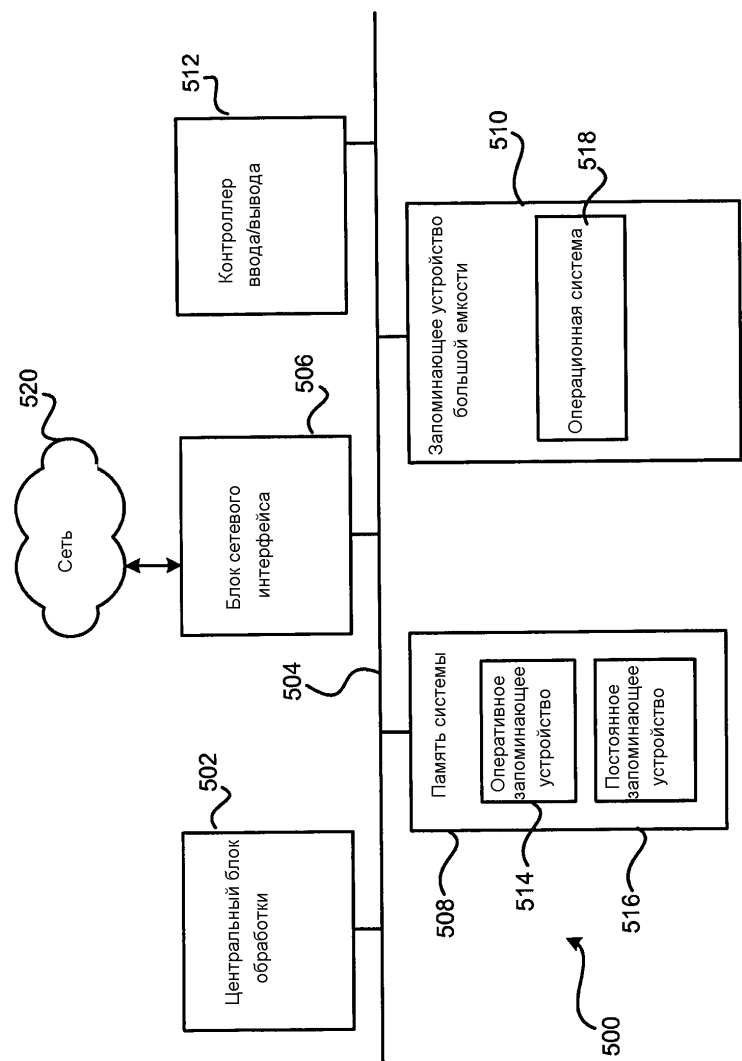 520
Сеть
502
Центральный блок
обработки
506
Блок сетевого
интерфейса
512
Контроллер
ввода/вывода
504
508
Память системы
Оперативное
запоминающее
устройство
514
Постоянное
запоминающее
устройство
516
510
Запоминающее устройство
большой емкости
Операционная система
518
500